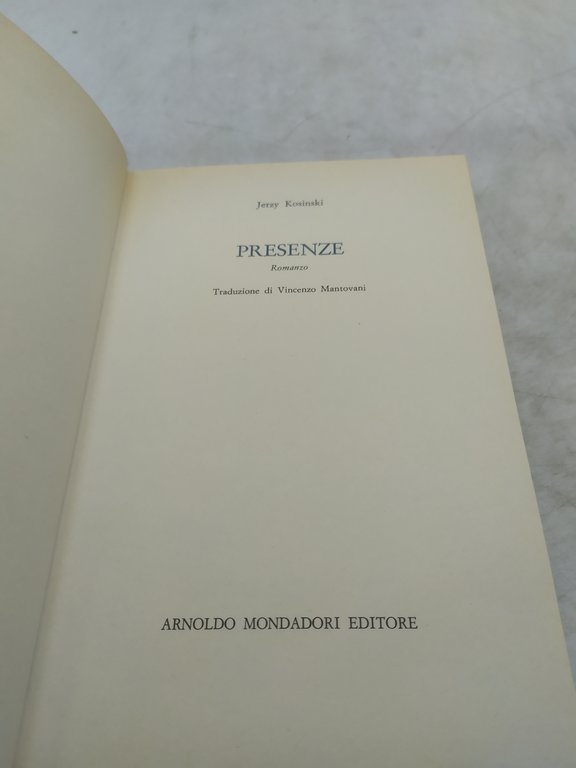 Jerzy Kosinski
PRESENZE
Romanzo
Traduzione di Vincenzo Mantovani
ARNOLDO MONDADORI EDITORE